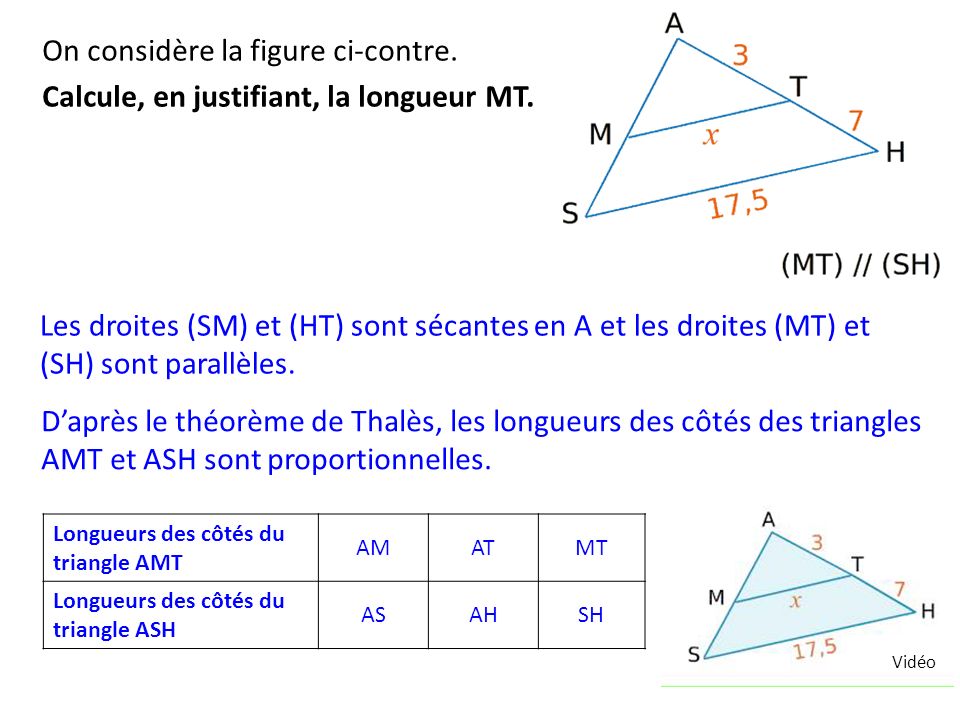 On considère la figure ci-contre.
Calcule, en justifiant, la longueur MT.
A
3
T
M
x
7
H
S
17,5
(MT) // (SH)
Les droites (SM) et (HT) sont sécantes en A et les droites (MT) et
(SH) sont parallèles.
D’après le théorème de Thalès, les longueurs des côtés des triangles
AMT et ASH sont proportionnelles.
Longueurs des côtés du
triangle AMT
AM AT MT
Longueurs des côtés du
triangle ASH
AS AH SH
A
3
T
M
x
7
H
S
17,5
Vidéo